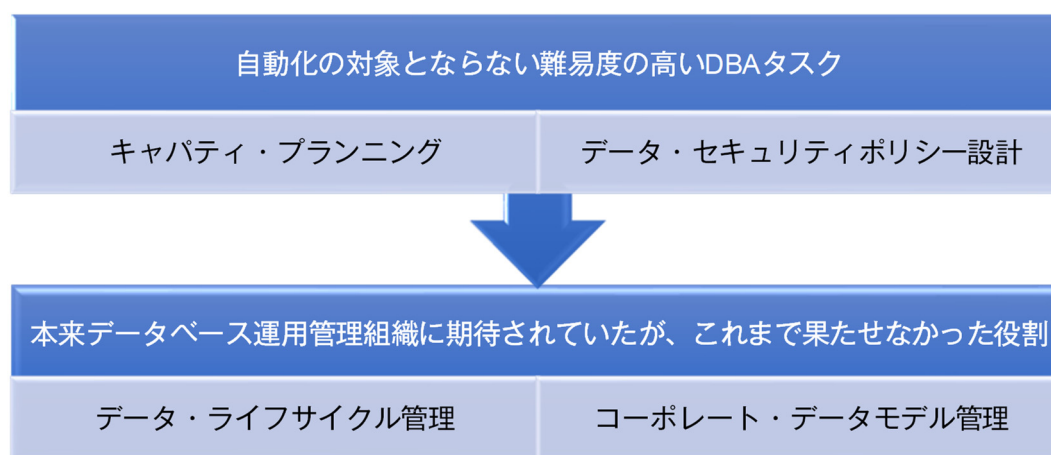 自動化の対象とならない難易度の高いDBAタスク
キャパティ・プランニング
データ・セキュリティポリシー設計
本来データベース運用管理組織に期待されていたが、これまで果たせなかった役割
データ・ライフサイクル管理
コーポレート・データモデル管理